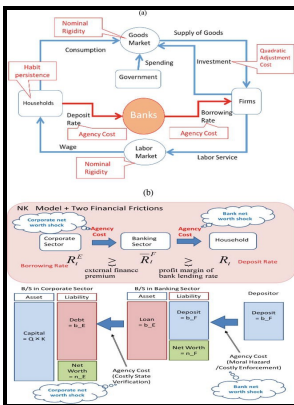 (a)
Nominal
Rigidity
Goods
Market
Supply of Goods
Consumption
Quadratic
Adjustment
Cost
Spending
Investment
Habit
persistence
Government
Households
Deposit
Rate
Banks
Borrowing
Rate
Firms
Agency Cost
Agency Cost
Wage
Labor
Market
Nominal
Rigidity
Labor Service
(b)
NK Model + Two Financial Frictions
Corporate net
worth shock
Bank net
worth shock
Agency
Cost
Agency
Cost
Corporate
Sector
Banking
Sector
Household
Borrowing Rate
Deposit Rate
≥
≥
external finance
premium
profit margin of
bank lending rate
B/S in Corporate Sector
B/S in Banking Sector
Depositor
Asset
Liability
Asset
Liability
Asset
Capital
= Q × K
Debt
= b_E
Net
Worth
= n_E
Loan
= b_E
Deposit
= b_F
Net Worth
= n_F
Deposit
= b_F
Agency Cost
(Costly State
Verification)
Agency Cost
(Moral Hazard
/Costly Enforcement)
Corporate net
worth shock
Bank net
worth shock